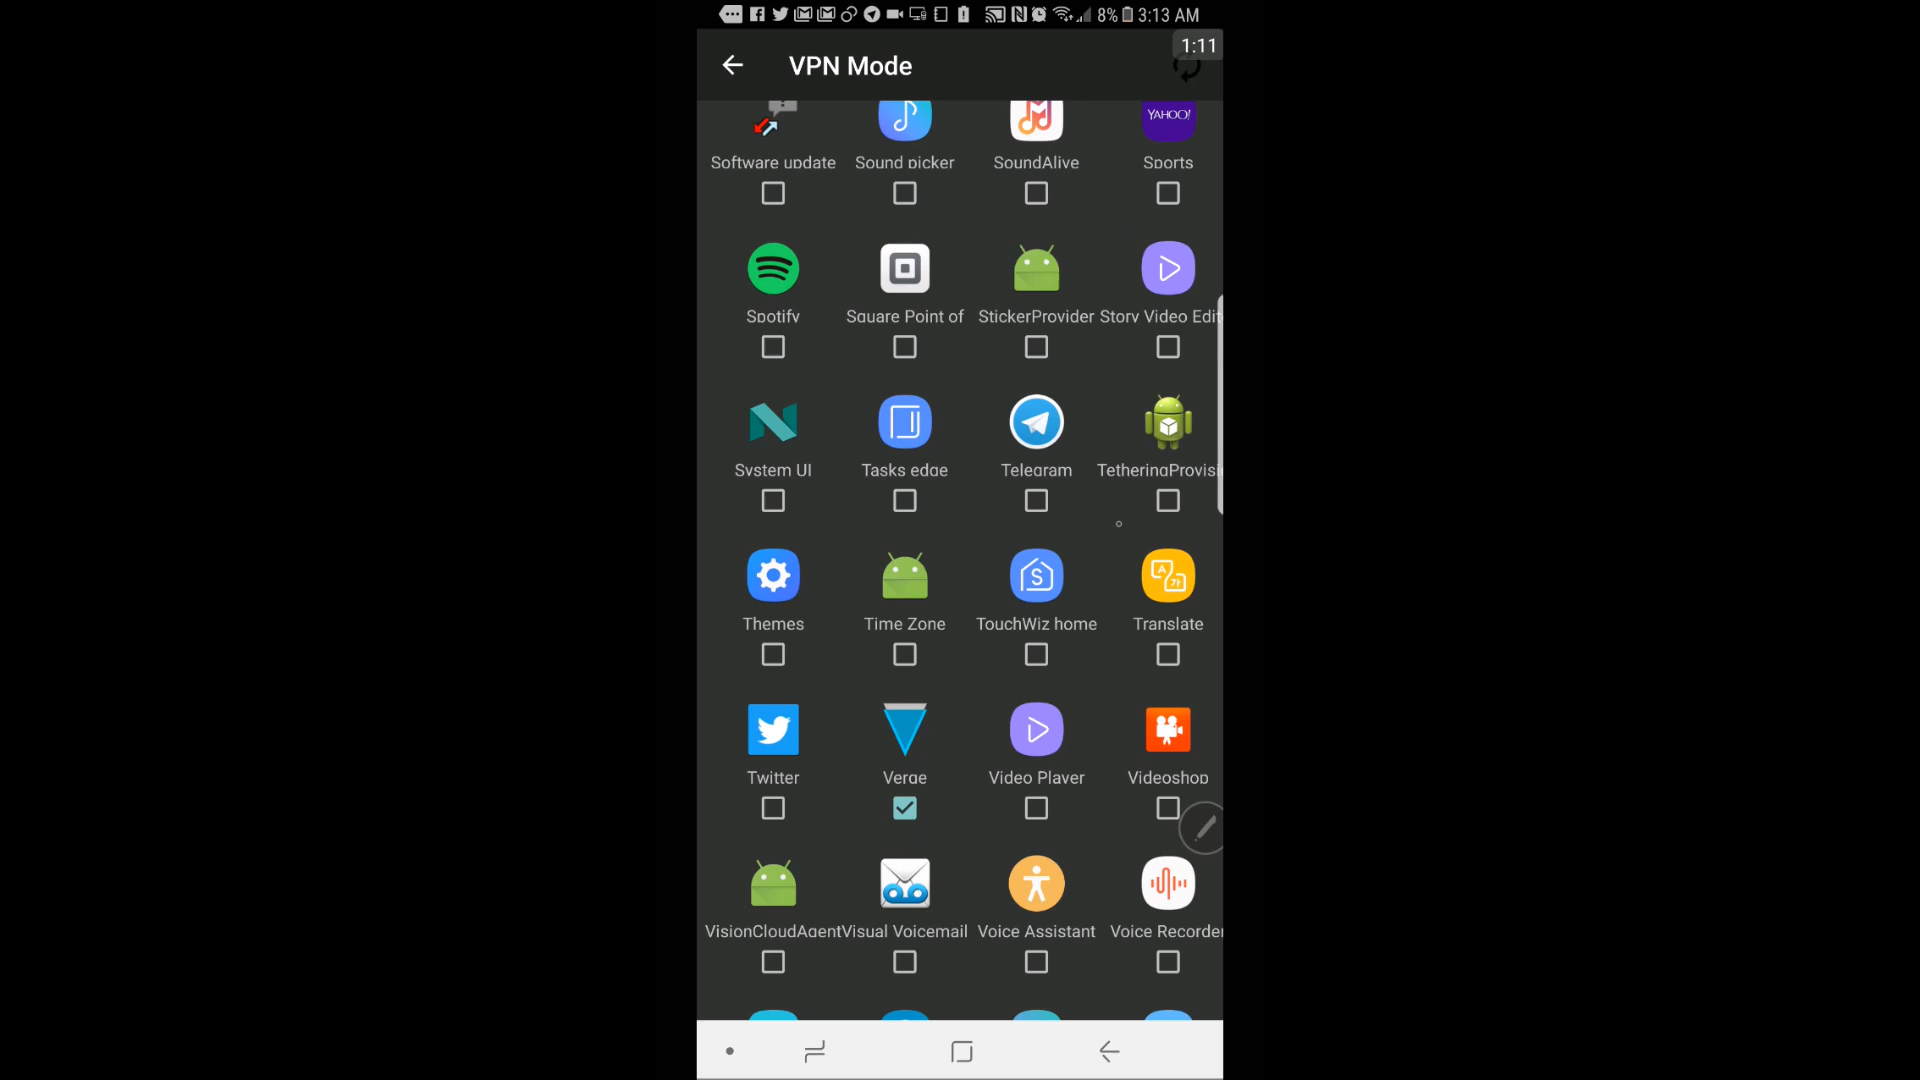 8% 3:13 AM
1:11
VPN Mode
YAHOO!
Software update Sound picker SoundAlive Sports
Spotify Square Point of StickerProvider Story Video Edit
System UI Tasks edge Telegram TetheringProvisi
Themes Time Zone TouchWiz home Translate
Twitter Verge Video Player Videoshop
VisionCloudAgent Visual Voicemail Voice Assistant Voice Recorder